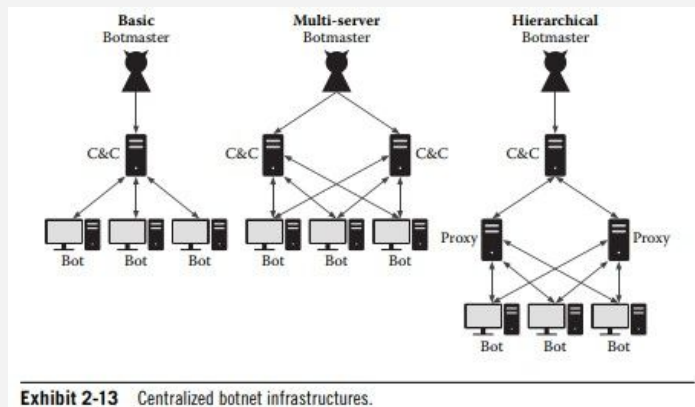 Basic
Botmaster
Multi-server
Botmaster
Hierarchical
Botmaster
C&C
C&C
C&C
C&C
Bot
Bot
Bot
Bot
Bot
Bot
Proxy
Proxy
Bot
Bot
Bot
Exhibit 2-13 Centralized botnet infrastructures.